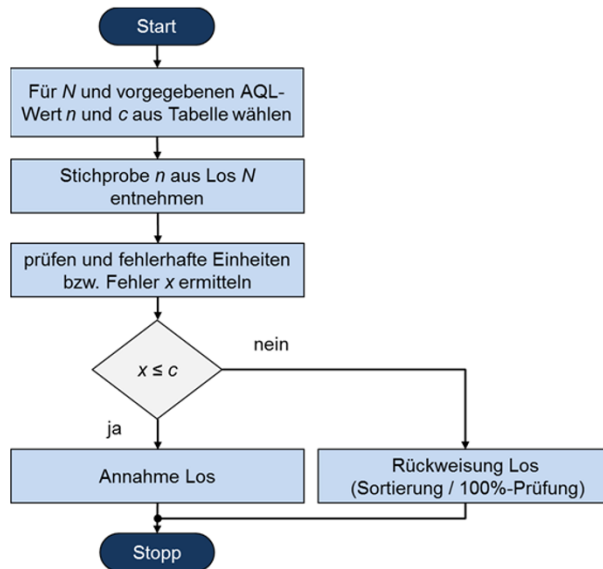 Start
Für N und vorgegebenen AQL-
Wert n und c aus Tabelle wählen
Stichprobe n aus Los N
entnehmen
prüfen und fehlerhafte Einheiten
bzw. Fehler x ermitteln
x ≤ c
nein
ja
Annahme Los
Rückweisung Los
(Sortierung / 100%-Prüfung)
Stopp